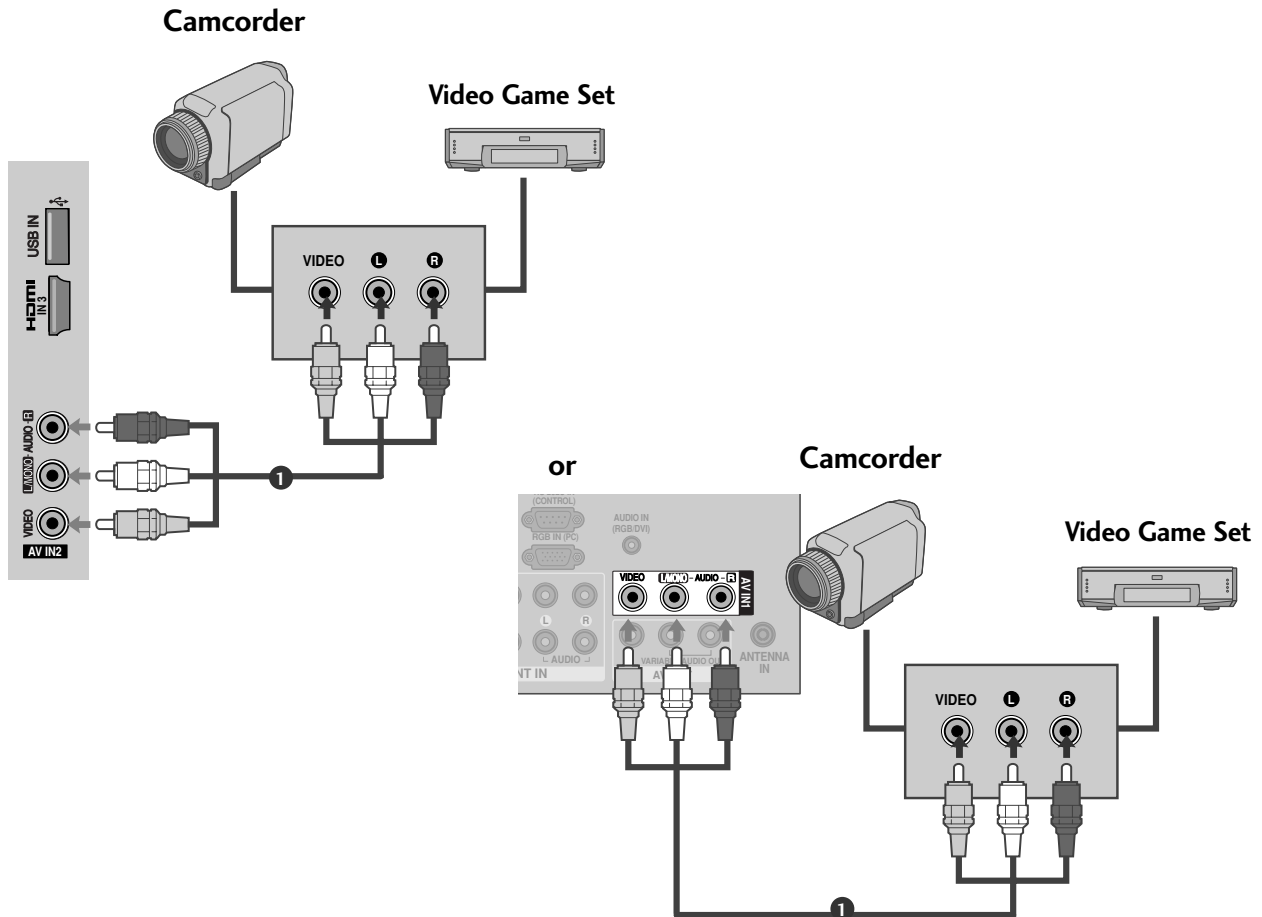 Camcorder
Video Game Set
USB IN
HDMI
IN 3
VIDEO L R
R
AUDIO
L/MONO
VIDEO
AV IN2
1
or
Camcorder
Video Game Set
(CONTROL)
RGB IN (PC)
AUDIO IN
(RGB/DVI)
VIDEO L/MONO AUDIO R
AV IN1
L R
AUDIO
ANTENNA
IN
VIDEO L R
1